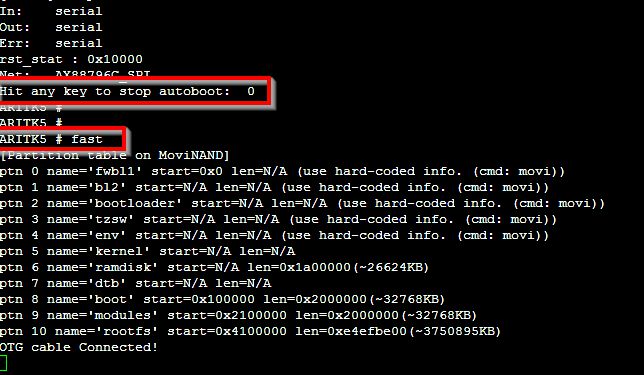 In:    serial
Out:   serial
Err:   serial
rst_stat : 0x10000
Net:   AX88796C_SPI
Hit any key to stop autoboot:  0
ARITK5 #
ARITK5 #
ARITK5 # fast
[Partition table on MoviNAND]
ptn 0 name='fwbl1' start=0x0 len=N/A (use hard-coded info. (cmd: movi))
ptn 1 name='bl2' start=N/A len=N/A (use hard-coded info. (cmd: movi))
ptn 2 name='bootloader' start=N/A len=N/A (use hard-coded info. (cmd: movi))
ptn 3 name='tzsw' start=N/A len=N/A (use hard-coded info. (cmd: movi))
ptn 4 name='env' start=N/A len=N/A (use hard-coded info. (cmd: movi))
ptn 5 name='kernel' start=N/A len=N/A
ptn 6 name='ramdisk' start=N/A len=0x1a00000(~26624KB)
ptn 7 name='dtb' start=N/A len=N/A
ptn 8 name='boot' start=0x100000 len=0x2000000(~32768KB)
ptn 9 name='modules' start=0x2100000 len=0x2000000(~32768KB)
ptn 10 name='rootfs' start=0x4100000 len=0xe4efbe00(~3750895KB)
OTG cable Connected!